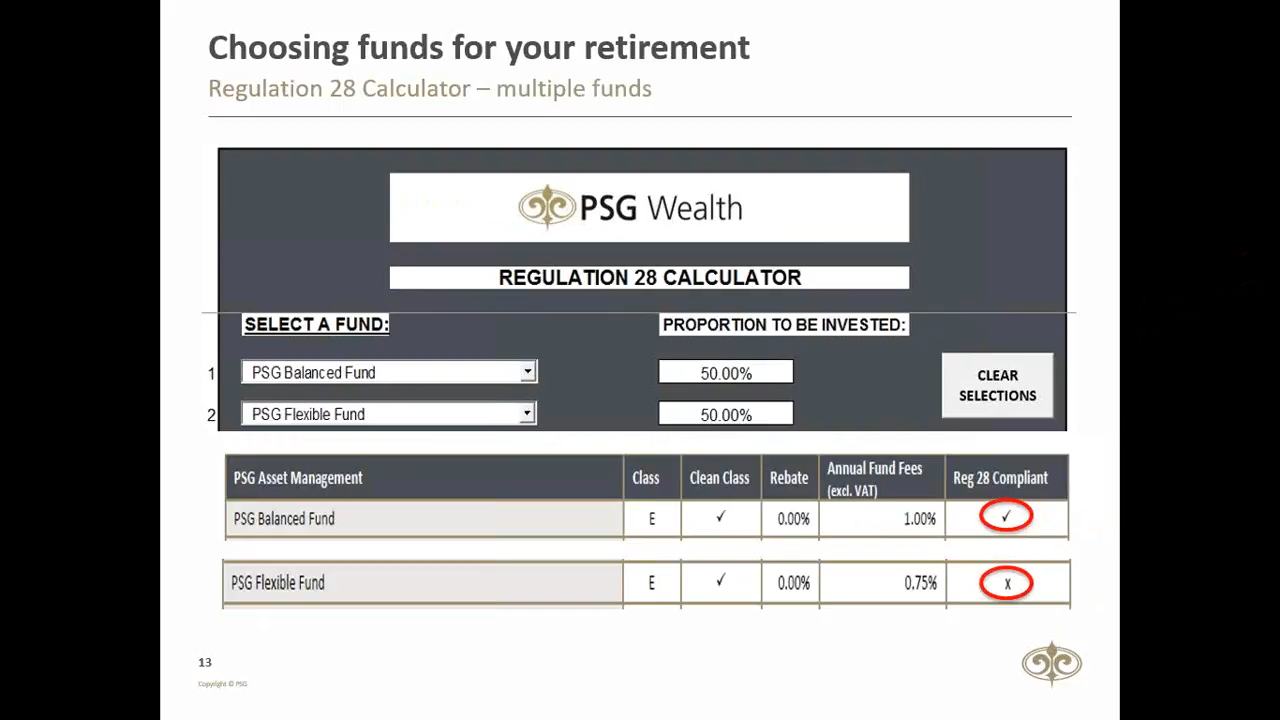 Choosing funds for your retirement
Regulation 28 Calculator – multiple funds
PSG Wealth
REGULATION 28 CALCULATOR
SELECT A FUND: PROPORTION TO BE INVESTED:
1 PSG Balanced Fund 50.00%
CLEAR SELECTIONS
2 PSG Flexible Fund 50.00%
PSG Asset Management Class Clean Class Rebate Annual Fund Fees (excl. VAT) Reg 28 Compliant
PSG Balanced Fund E ✓ 0.00% 1.00% ✓
PSG Flexible Fund E ✓ 0.00% 0.75% x
13
Copyright © PSG